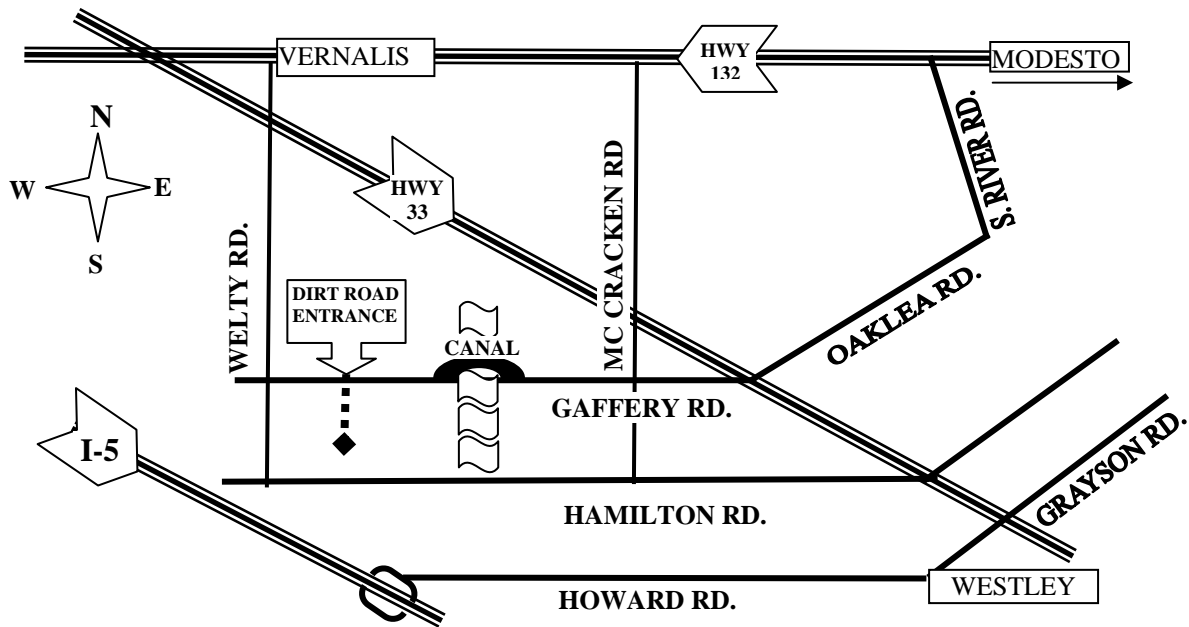 VERNALIS
HWY
132
MODESTO
N
W
E
S
HWY
33
S. RIVER RD.
WELTY RD.
MC CRACKEN RD
DIRT ROAD
ENTRANCE
CANAL
OAKLEA RD.
GAFFERY RD.
I-5
GRAYSON RD.
HAMILTON RD.
WESTLEY
HOWARD RD.